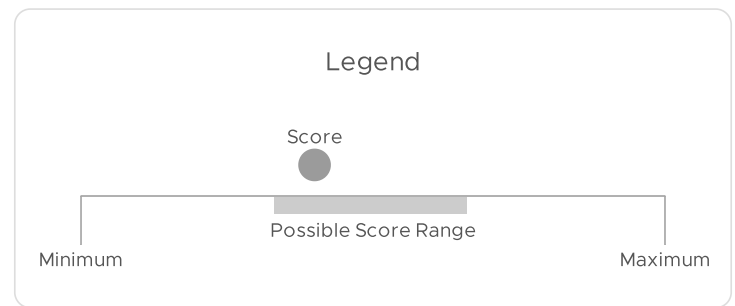 Legend
Score
Possible Score Range
Minimum
Maximum